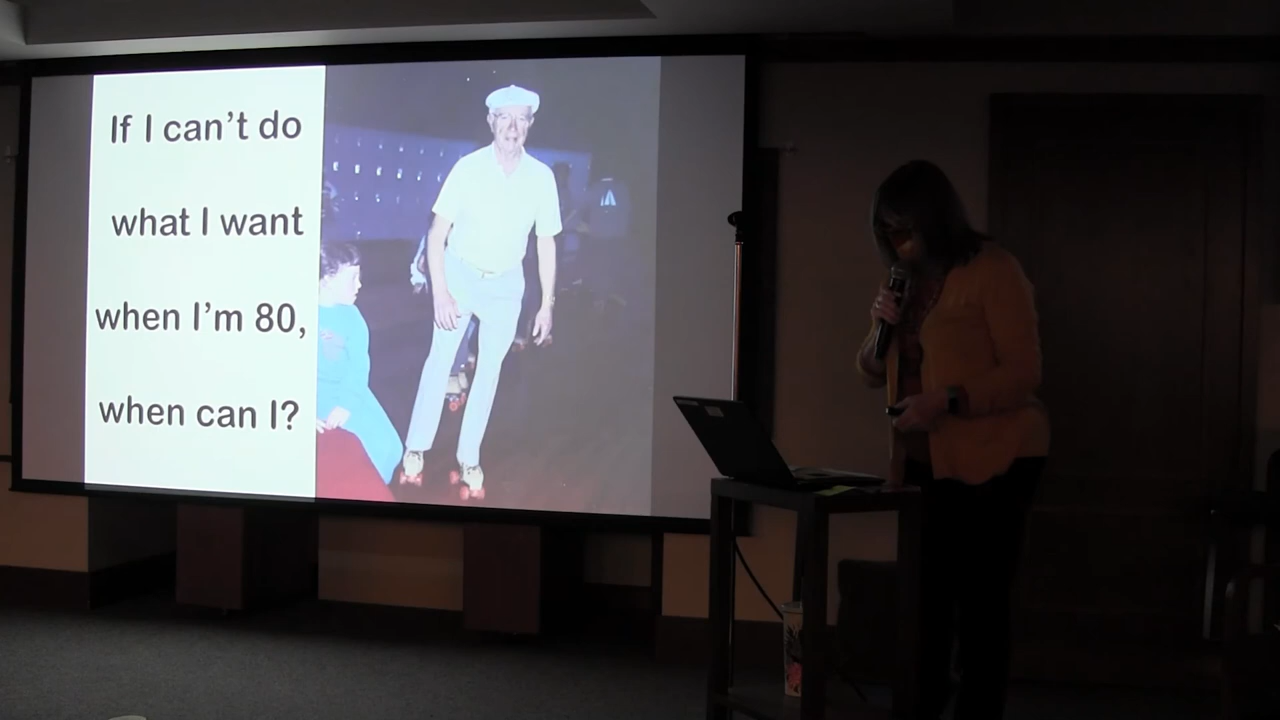 If I can't do
what I want
when I'm 80,
when can I?